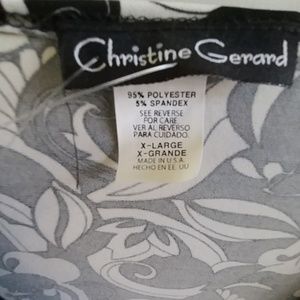 Christine Gerard
95% POLYESTER
5% SPANDEX
SEE REVERSE
FOR CARE
VER AL REVERSO
PARA CUIDADO.
X-LARGE
X-GRANDE
MADE IN U.S.A.
HECHO EN EE. UU